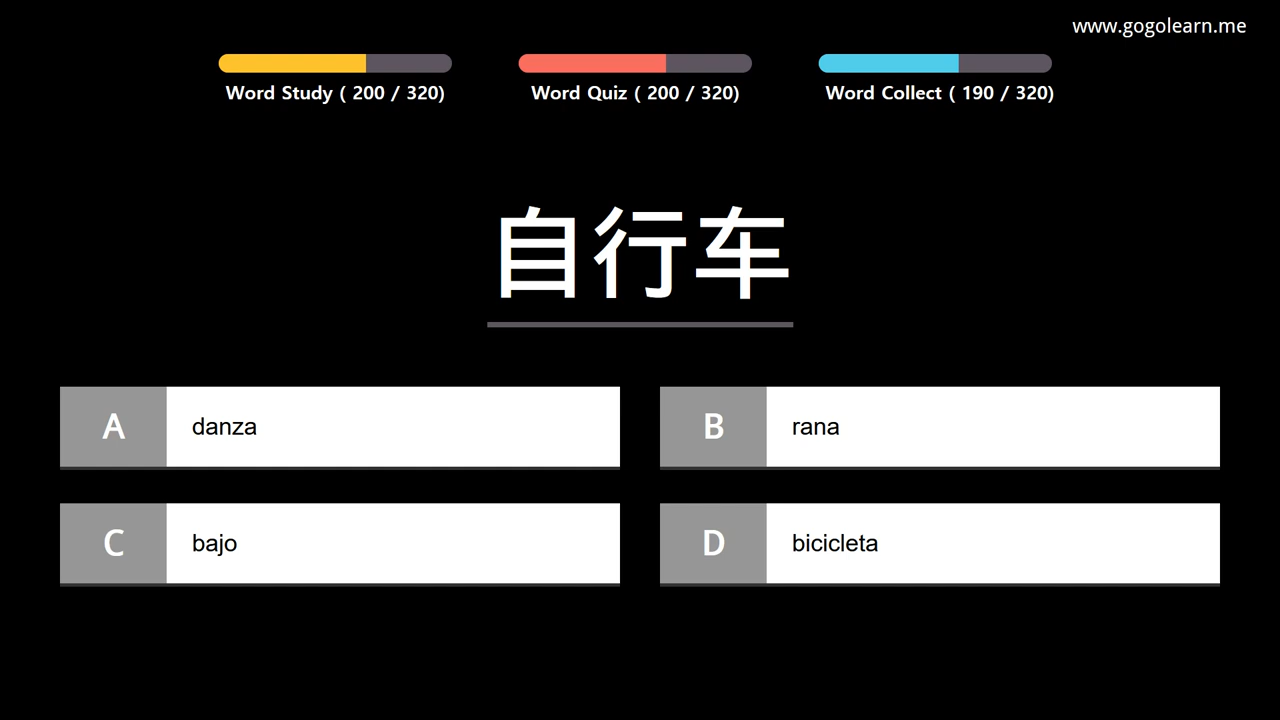 www.gogolearn.me
Word Study ( 200 / 320)
Word Quiz ( 200 / 320)
Word Collect ( 190 / 320)
自行车
A danza
B rana
C bajo
D bicicleta